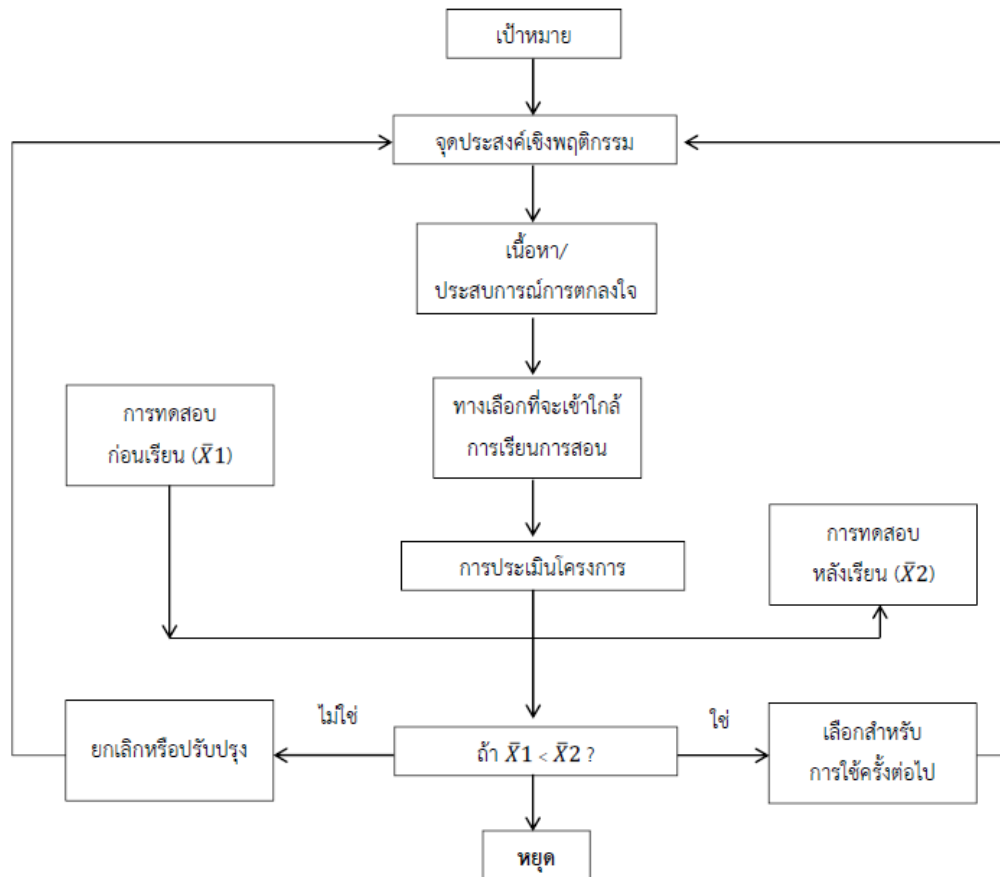 เป้าหมาย
จุดประสงค์เชิงพฤติกรรม
เนื้อหา/
ประสบการณ์การตกลงใจ
ทางเลือกที่จะเข้าใกล้
การเรียนการสอน
การทดสอบ
ก่อนเรียน (X̄1)
การประเมินโครงการ
การทดสอบ
หลังเรียน (X̄2)
ไม่ใช่
ใช่
ยกเลิกหรือปรับปรุง
ถ้า X̄1 < X̄2 ?
เลือกสำหรับ
การใช้ครั้งต่อไป
หยุด